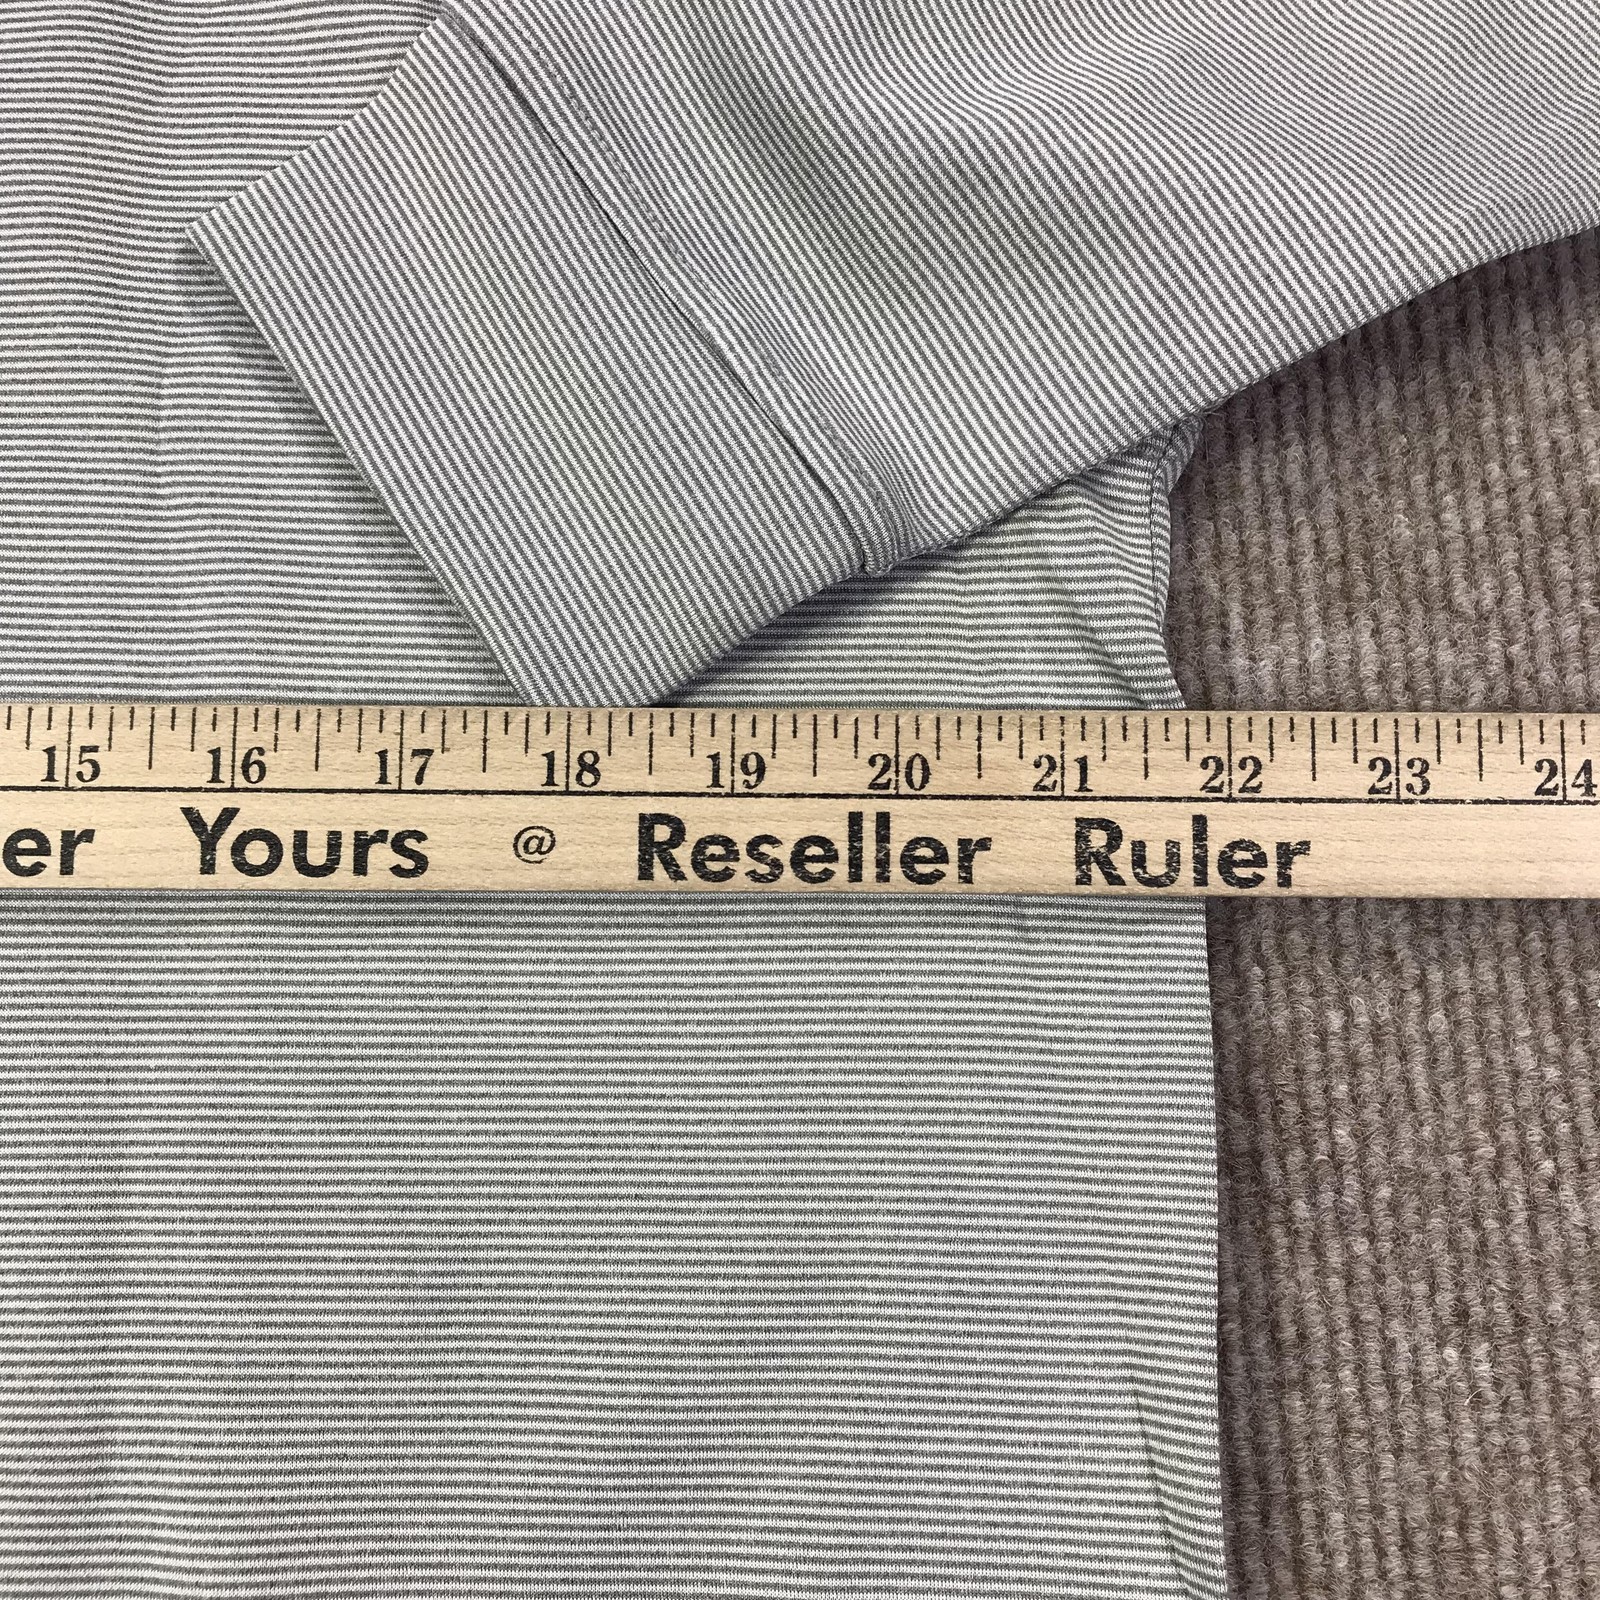 15 16 17 18 19 20 21 22 23 24
er Yours @ Reseller Ruler